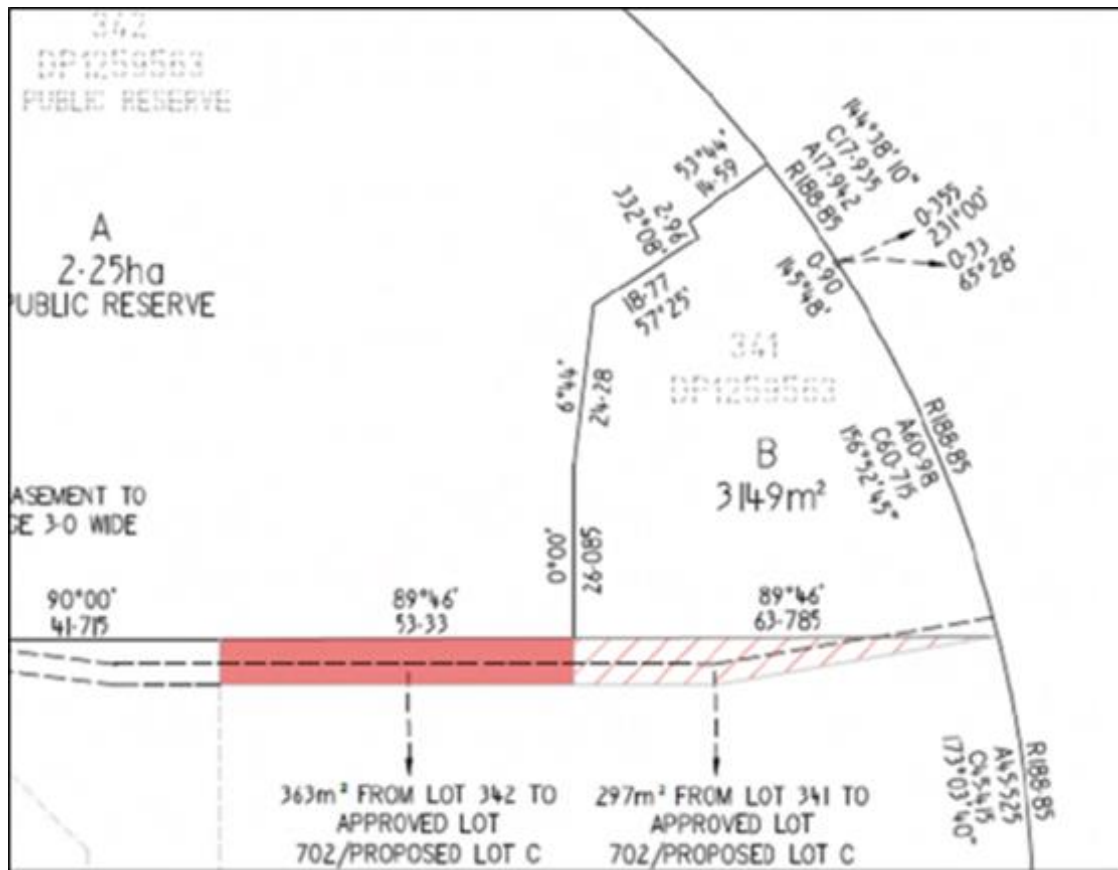 342
DP1259563
PUBLIC RESERVE
A
2·25ha
PUBLIC RESERVE
53°44'
14·59
2·96
332°08'
18·77
57°25'
144°38'10"
C17·935
A17·942
R188·85
0·355
231°00'
0·33
65°28'
0·90
145°48'
341
DP1259563
6°44'
24·28
B
3149m²
R188·85
A60·98
C60·715
156°52'45"
ASEMENT TO
GE 3·0 WIDE
0°00'
26·085
90°00'
41·715
89°46'
53·33
89°46'
63·785
363m² FROM LOT 342 TO
APPROVED LOT
702/PROPOSED LOT C
297m² FROM LOT 341 TO
APPROVED LOT
702/PROPOSED LOT C
R188·85
A45·525
C45·415
173°03'40"